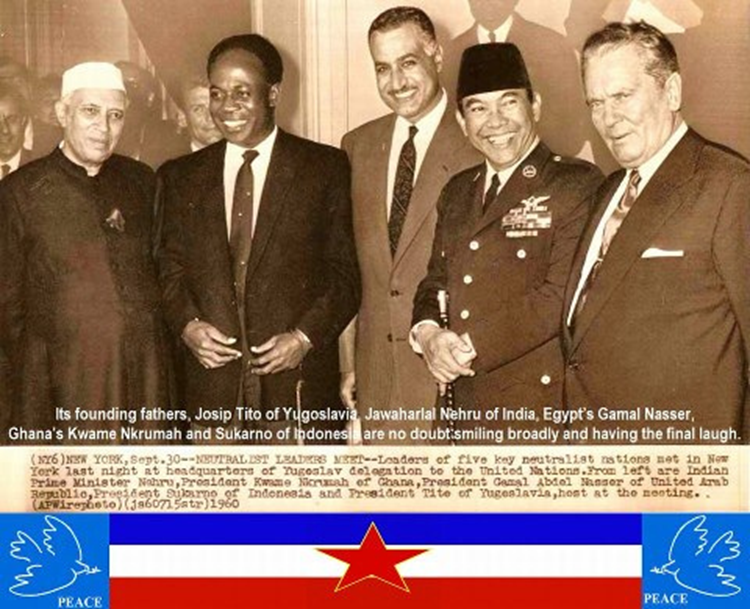 Its founding fathers, Josip Tito of Yugoslavia, Jawaharlal Nehru of India, Egypt's Gamal Nasser,
Ghana's Kwame Nkrumah and Sukarno of Indonesia are no doubt smiling broadly and having the final laugh.
(NY6)NEW YORK,Sept.30--NEUTRALIST LEADERS MEET--Leaders of five key neutralist nations met in New
York last night at headquarters of Yugoslav delegation to the United Nations.From left are Indian
Prime Minister Nehru,President Kwame Nkrumah of Ghana,President Gamal Abdel Nasser of United Arab
Republic,President Sukarno of Indonesia and President Tito of Yugoslavia,host at the meeting..
(APWirephoto)(js60715str)1960
PEACE
PEACE